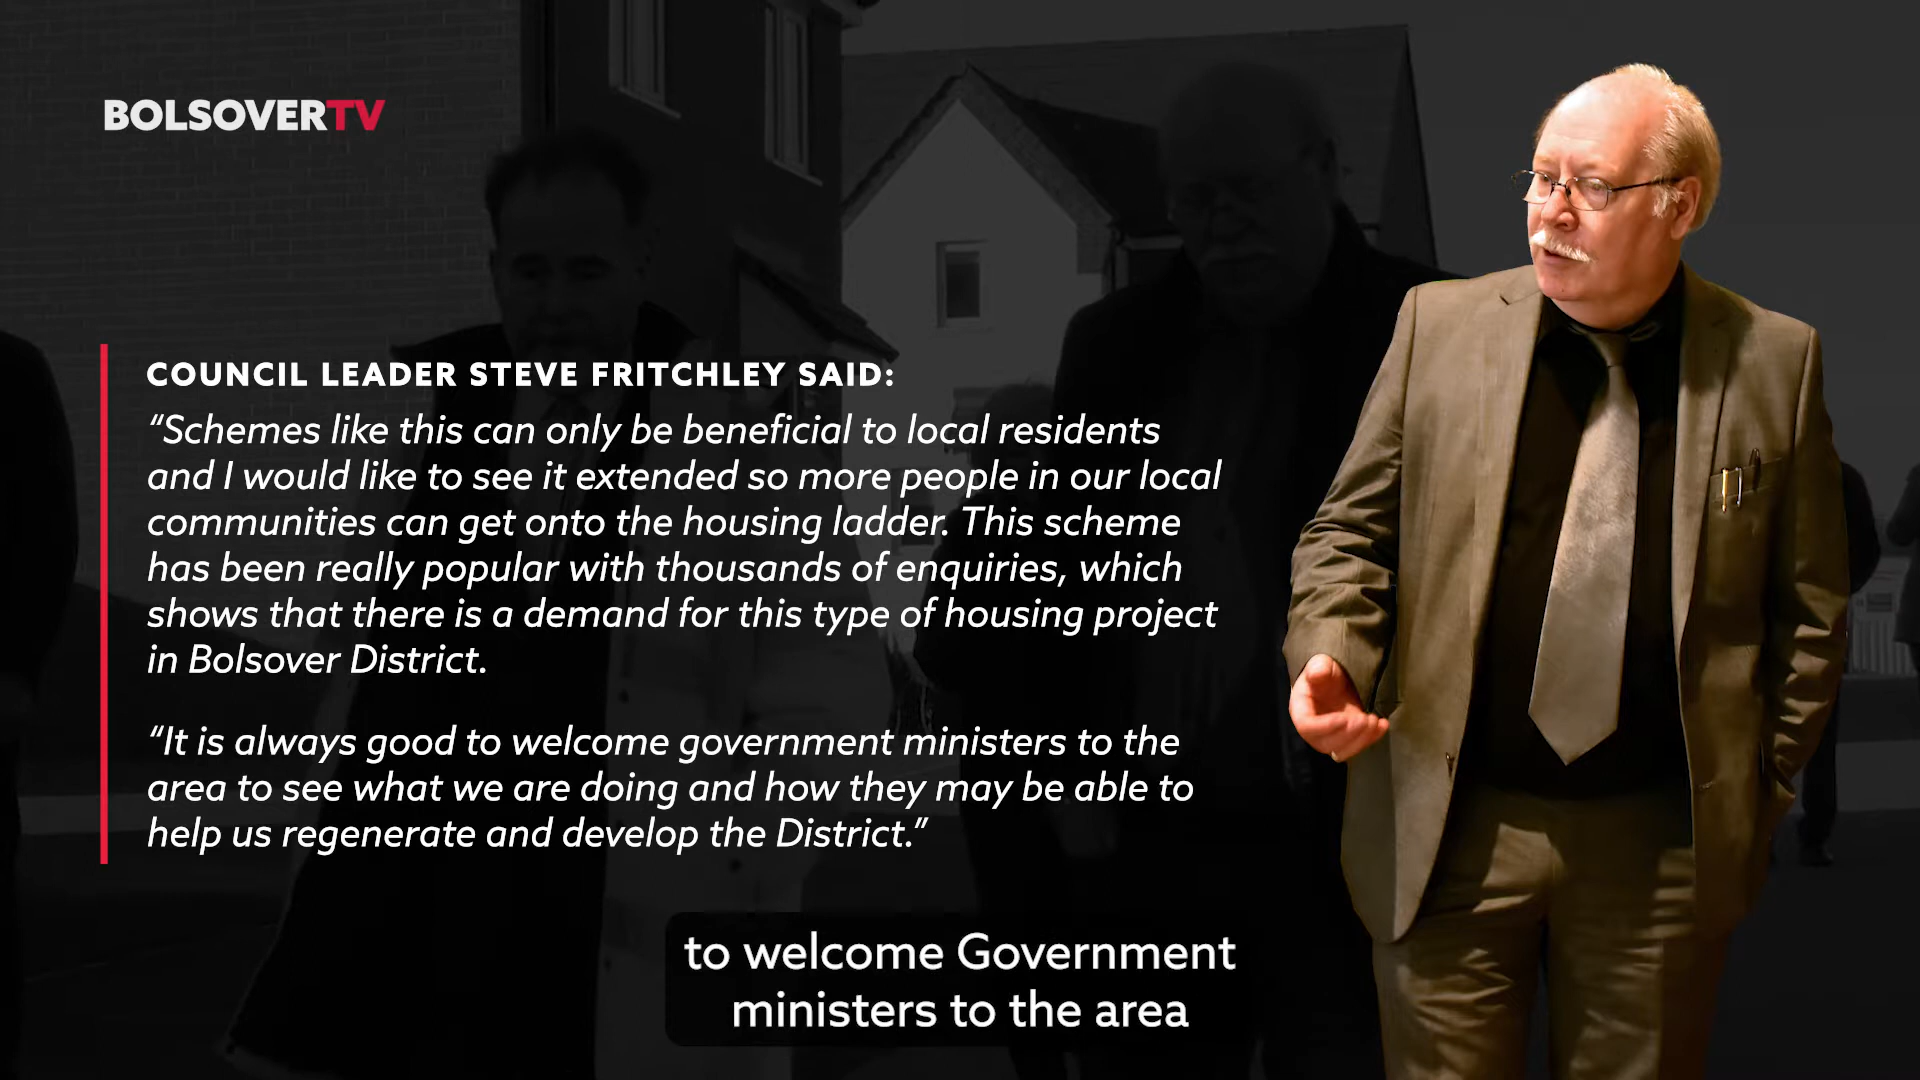 BOLSOVERTV
COUNCIL LEADER STEVE FRITCHLEY SAID:
“Schemes like this can only be beneficial to local residents
and I would like to see it extended so more people in our local
communities can get onto the housing ladder. This scheme
has been really popular with thousands of enquiries, which
shows that there is a demand for this type of housing project
in Bolsover District.
“It is always good to welcome government ministers to the
area to see what we are doing and how they may be able to
help us regenerate and develop the District.”
to welcome Government
ministers to the area